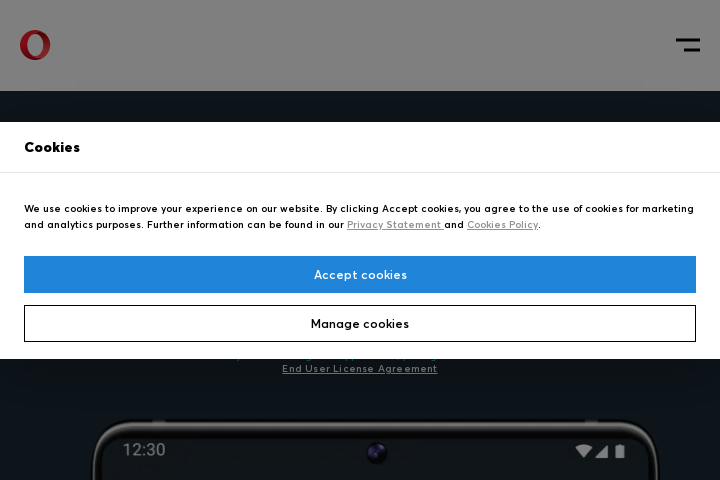 Cookies
We use cookies to improve your experience on our website. By clicking Accept cookies, you agree to the use of cookies for marketing
and analytics purposes. Further information can be found in our Privacy Statement and Cookies Policy.
Accept cookies
Manage cookies
End User License Agreement
12:30